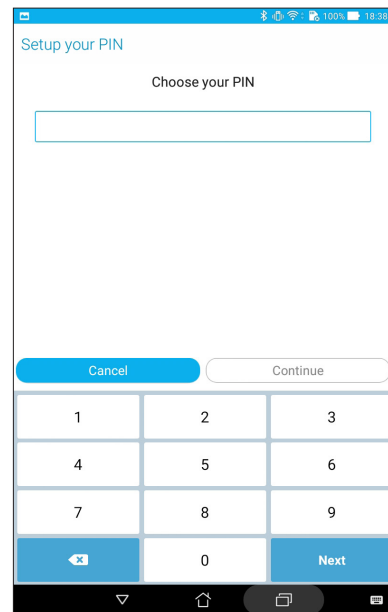 100% 18:38
Setup your PIN
Choose your PIN
Cancel Continue
1 2 3
4 5 6
7 8 9
0 Next